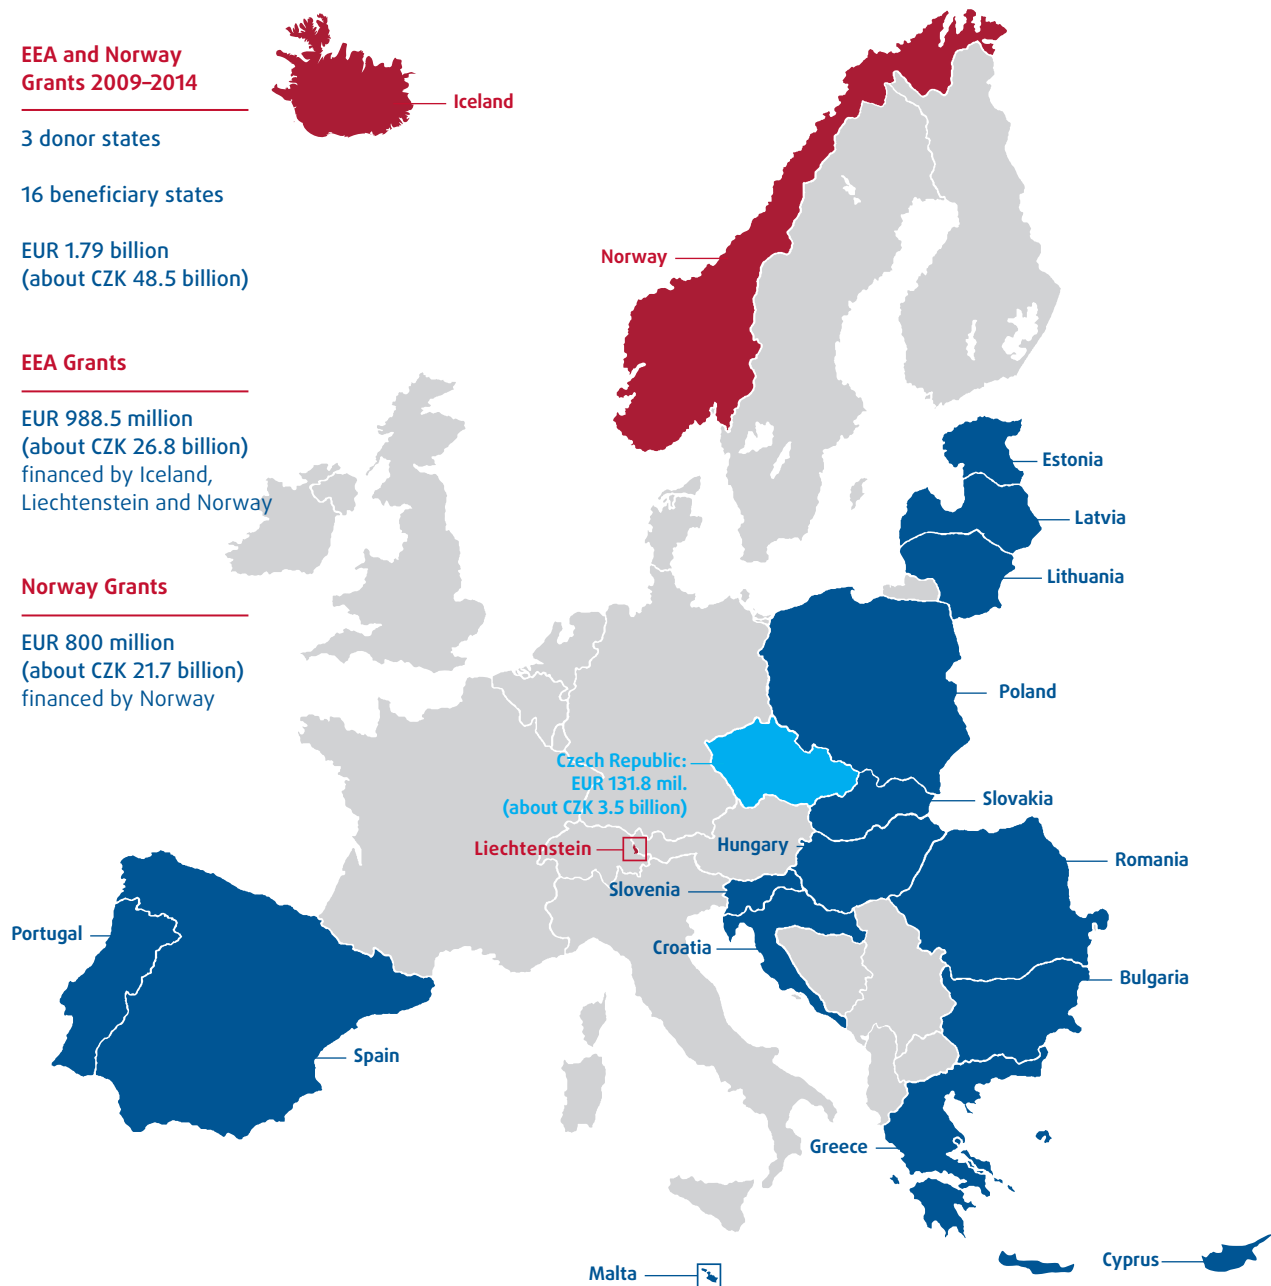 EEA and Norway
Grants 2009–2014
3 donor states
16 beneficiary states
EUR 1.79 billion
(about CZK 48.5 billion)
EEA Grants
EUR 988.5 million
(about CZK 26.8 billion)
financed by Iceland,
Liechtenstein and Norway
Norway Grants
EUR 800 million
(about CZK 21.7 billion)
financed by Norway
Iceland
Norway
Estonia
Latvia
Lithuania
Poland
Czech Republic:
EUR 131.8 mil.
(about CZK 3.5 billion)
Slovakia
Liechtenstein
Hungary
Romania
Slovenia
Portugal
Croatia
Bulgaria
Spain
Greece
Cyprus
Malta